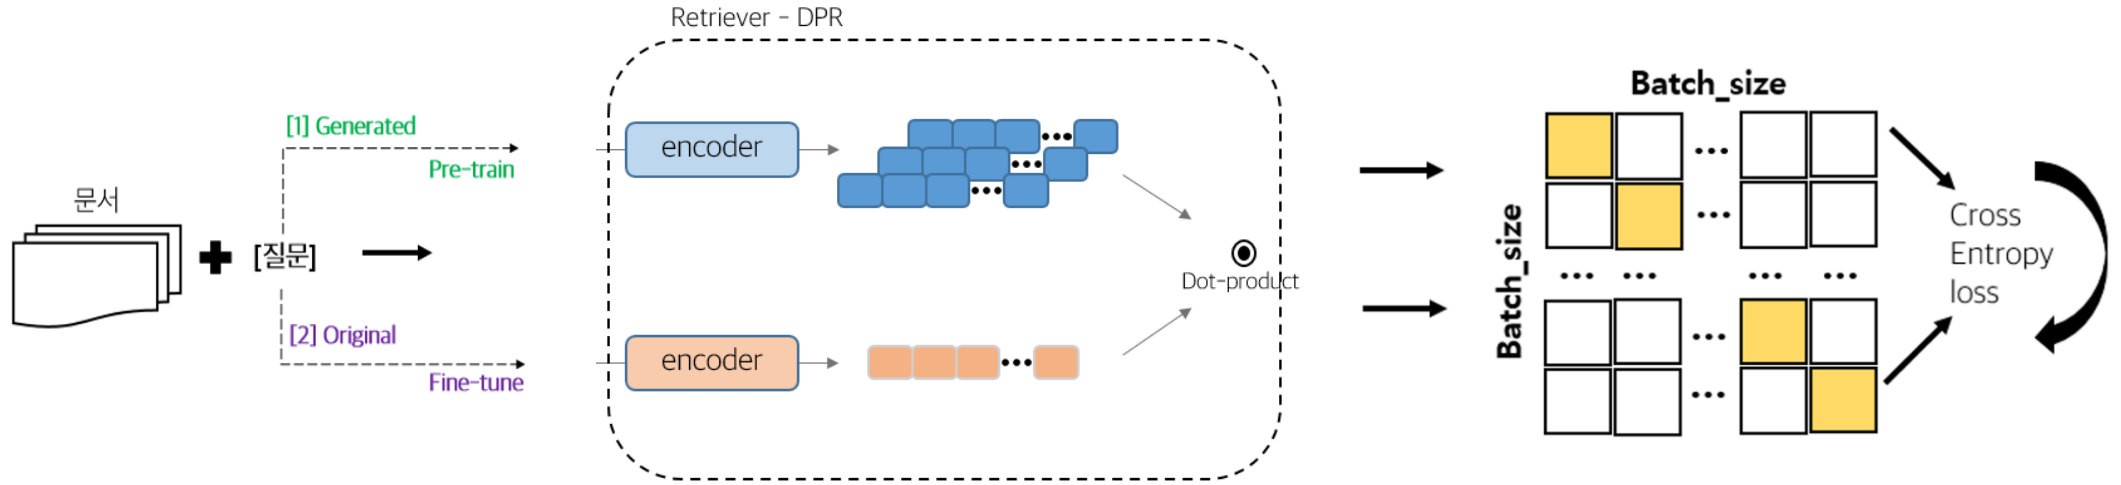 Retriever - DPR
문서
[질문]
[1] Generated
Pre-train
[2] Original
Fine-tune
encoder
encoder
Dot-product
Batch_size
Batch_size
Cross
Entropy
loss